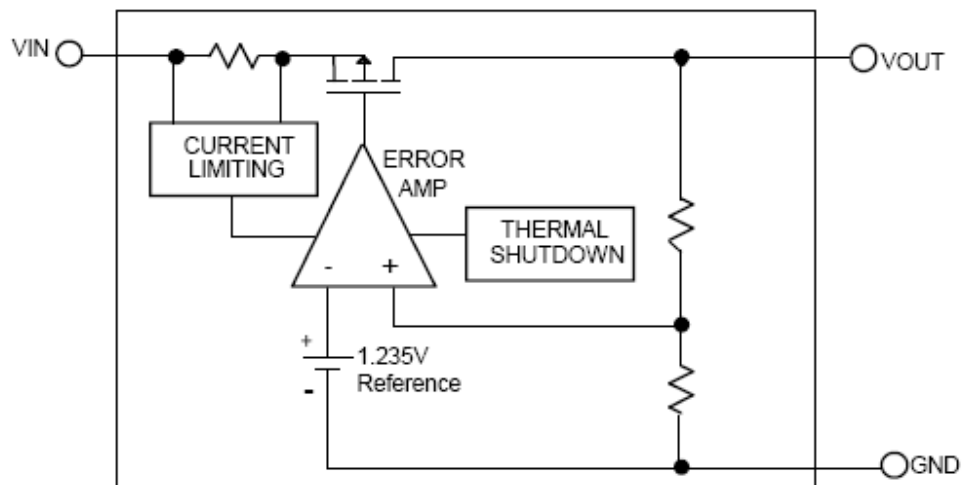 VIN
VOUT
CURRENT
LIMITING
ERROR
AMP
THERMAL
SHUTDOWN
- +
+
1.235V
Reference
-
GND